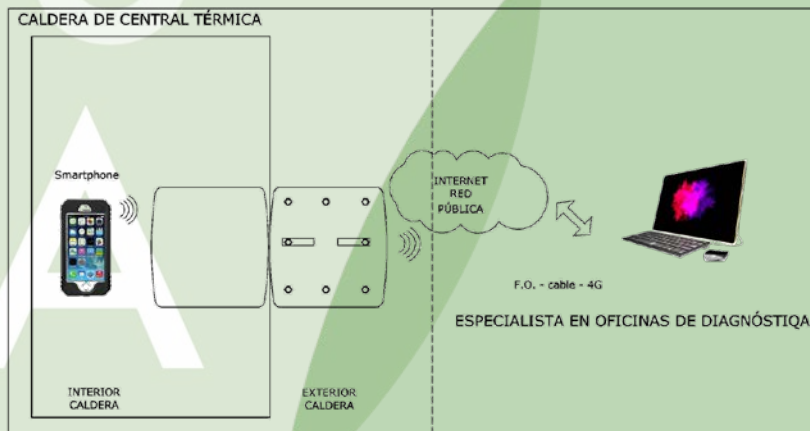 CALDERA DE CENTRAL TÉRMICA
Smartphone
INTERNET
RED
PÚBLICA
F.O. - cable - 4G
ESPECIALISTA EN OFICINAS DE DIAGNÓSTIQA
INTERIOR
CALDERA
EXTERIOR
CALDERA